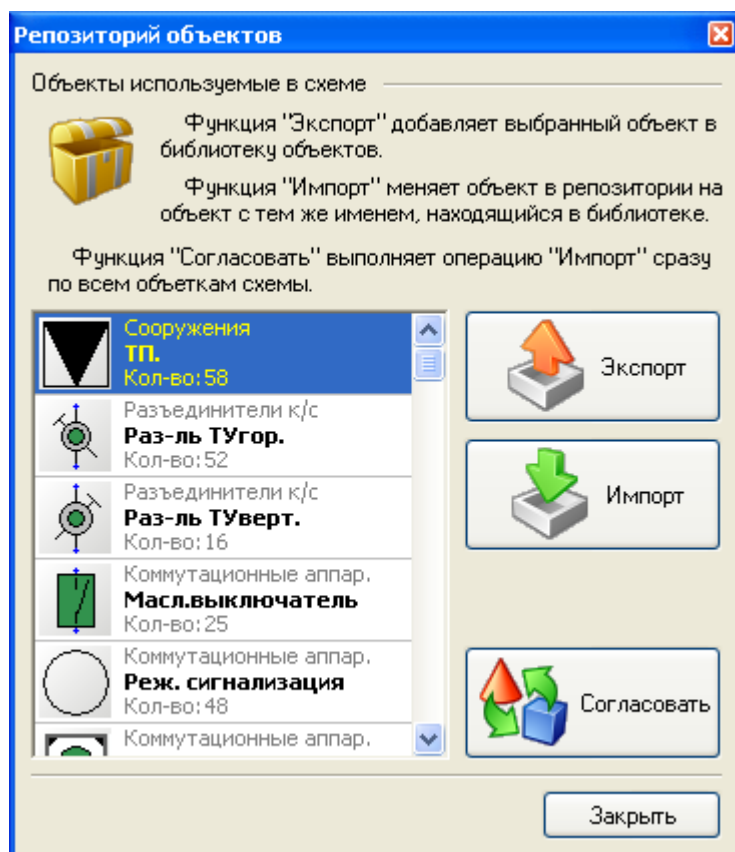 Репозиторий объектов
Объекты используемые в схеме
Функция "Экспорт" добавляет выбранный объект в
библиотеку объектов.
Функция "Импорт" меняет объект в репозитории на
объект с тем же именем, находящийся в библиотеке.
Функция "Согласовать" выполняет операцию "Импорт" сразу
по всем объеткам схемы.
Сооружения
ТП.
Кол-во: 58
Разъединители к/с
Раз-ль ТУгор.
Кол-во: 52
Разъединители к/с
Раз-ль ТУверт.
Кол-во: 16
Коммутационные аппар.
Масл.выключатель
Кол-во: 25
Коммутационные аппар.
Реж. сигнализация
Кол-во: 48
Коммутационные аппар.
Экспорт
Импорт
Согласовать
Закрыть